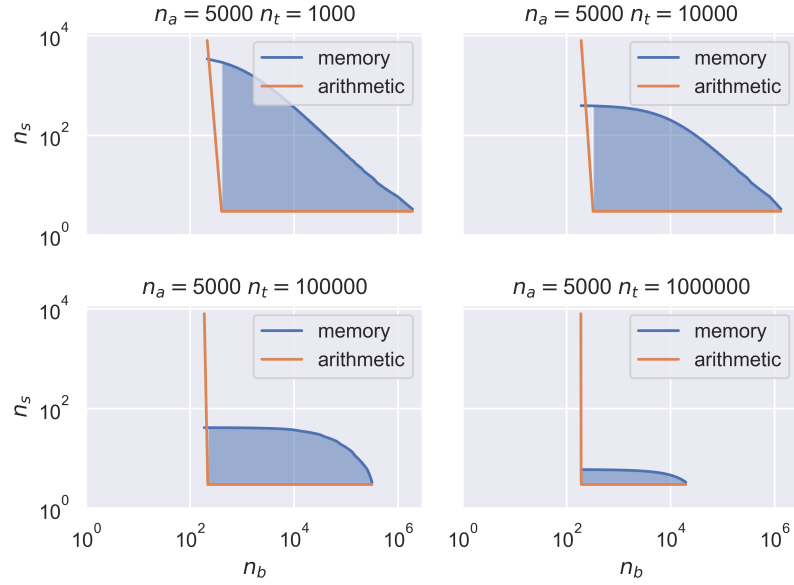 n_a = 5000 n_t = 1000
n_a = 5000 n_t = 10000
10^4
10^2
10^0
n_s
memory
arithmetic
memory
arithmetic
n_a = 5000 n_t = 100000
n_a = 5000 n_t = 1000000
10^4
10^2
10^0
n_s
memory
arithmetic
memory
arithmetic
10^0 10^2 10^4 10^6
10^0 10^2 10^4 10^6
n_b
n_b